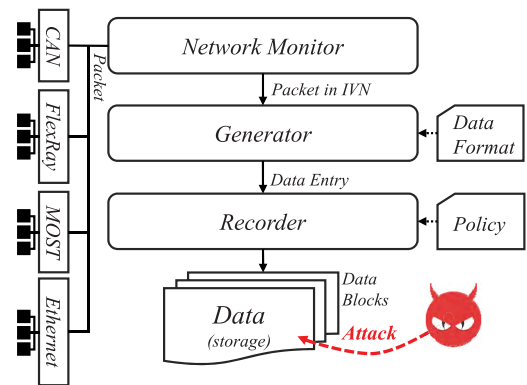 CAN
FlexRay
MOST
Ethernet
Packet
Network Monitor
Packet in IVN
Generator
Data
Format
Data Entry
Recorder
Policy
Data
Blocks
Data
(storage)
Attack